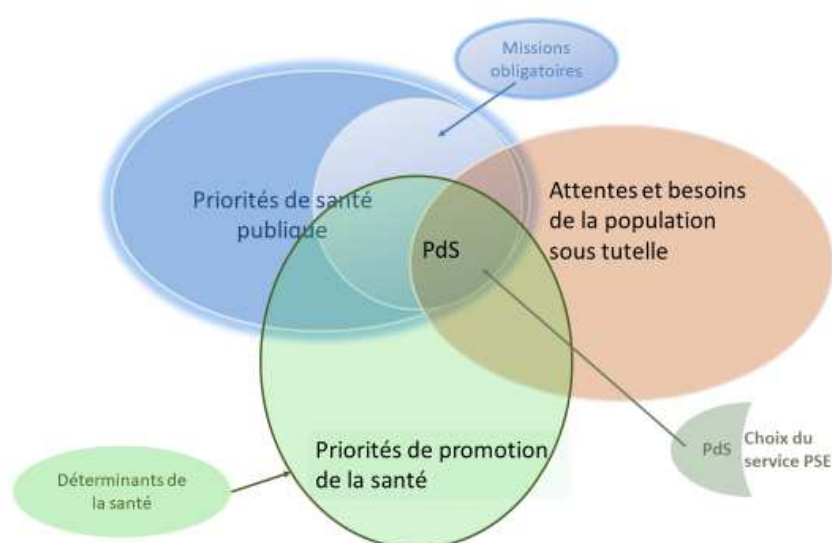 Missions
obligatoires
Priorités de santé
publique
Attentes et besoins
de la population
sous tutelle
PdS
Priorités de promotion
de la santé
Déterminants de
la santé
PdS
Choix du
service PSE